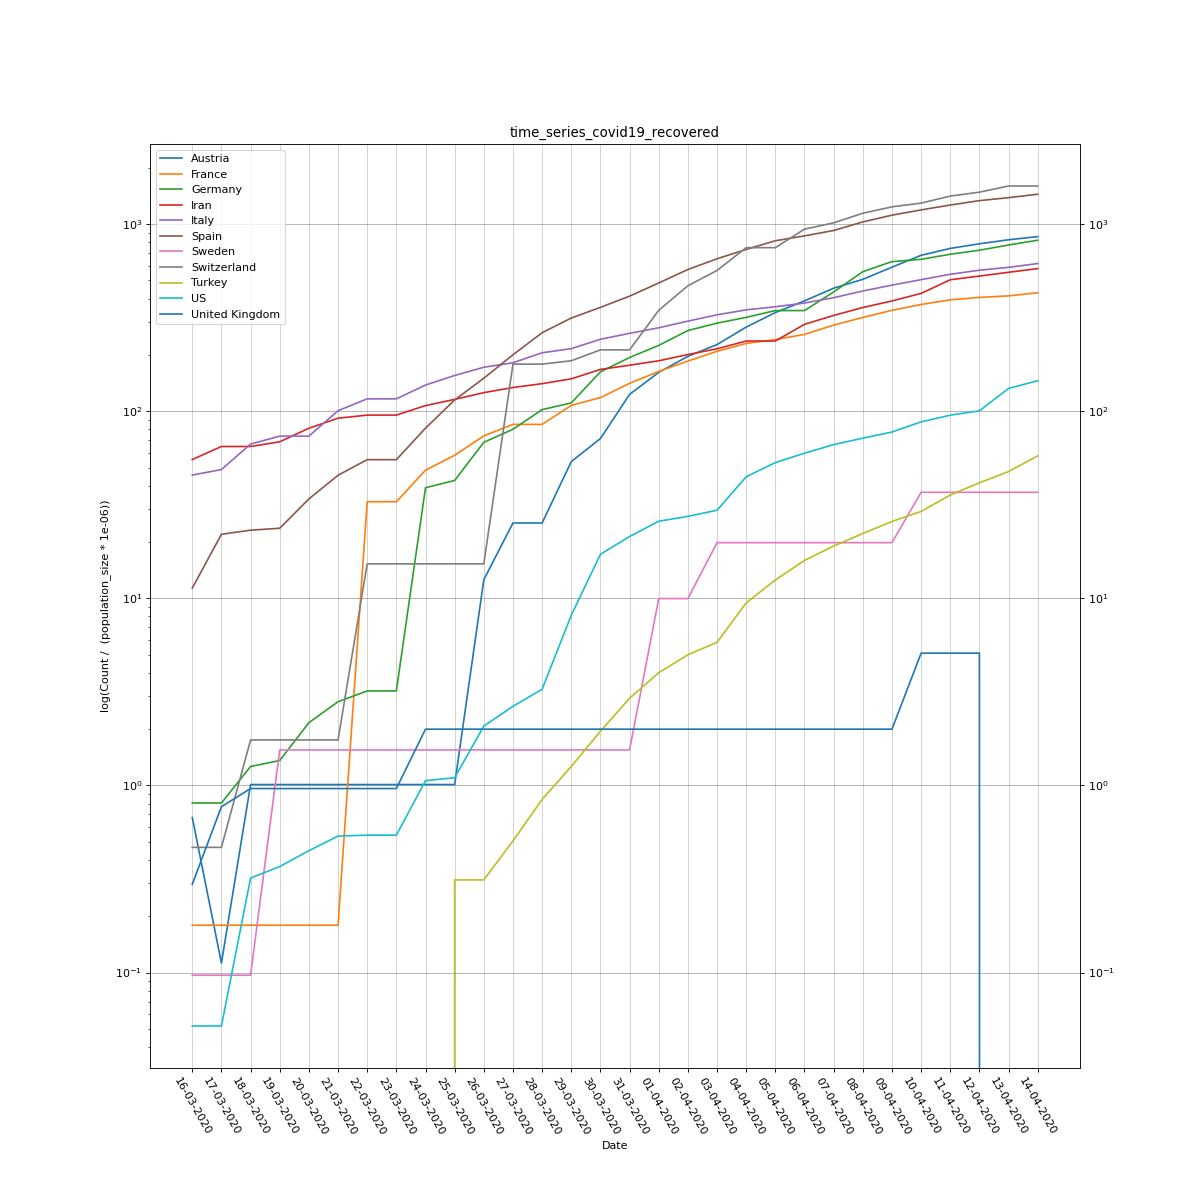 time_series_covid19_recovered
Austria
France
Germany
Iran
Italy
Spain
Sweden
Switzerland
Turkey
US
United Kingdom
10³
10²
10¹
10⁰
10⁻¹
10³
10²
10¹
10⁰
10⁻¹
log(Count / (population_size * 1e-06))
16-03-2020
17-03-2020
18-03-2020
19-03-2020
20-03-2020
21-03-2020
22-03-2020
23-03-2020
24-03-2020
25-03-2020
26-03-2020
27-03-2020
28-03-2020
29-03-2020
30-03-2020
31-03-2020
01-04-2020
02-04-2020
03-04-2020
04-04-2020
05-04-2020
06-04-2020
07-04-2020
08-04-2020
09-04-2020
10-04-2020
11-04-2020
12-04-2020
13-04-2020
14-04-2020
Date